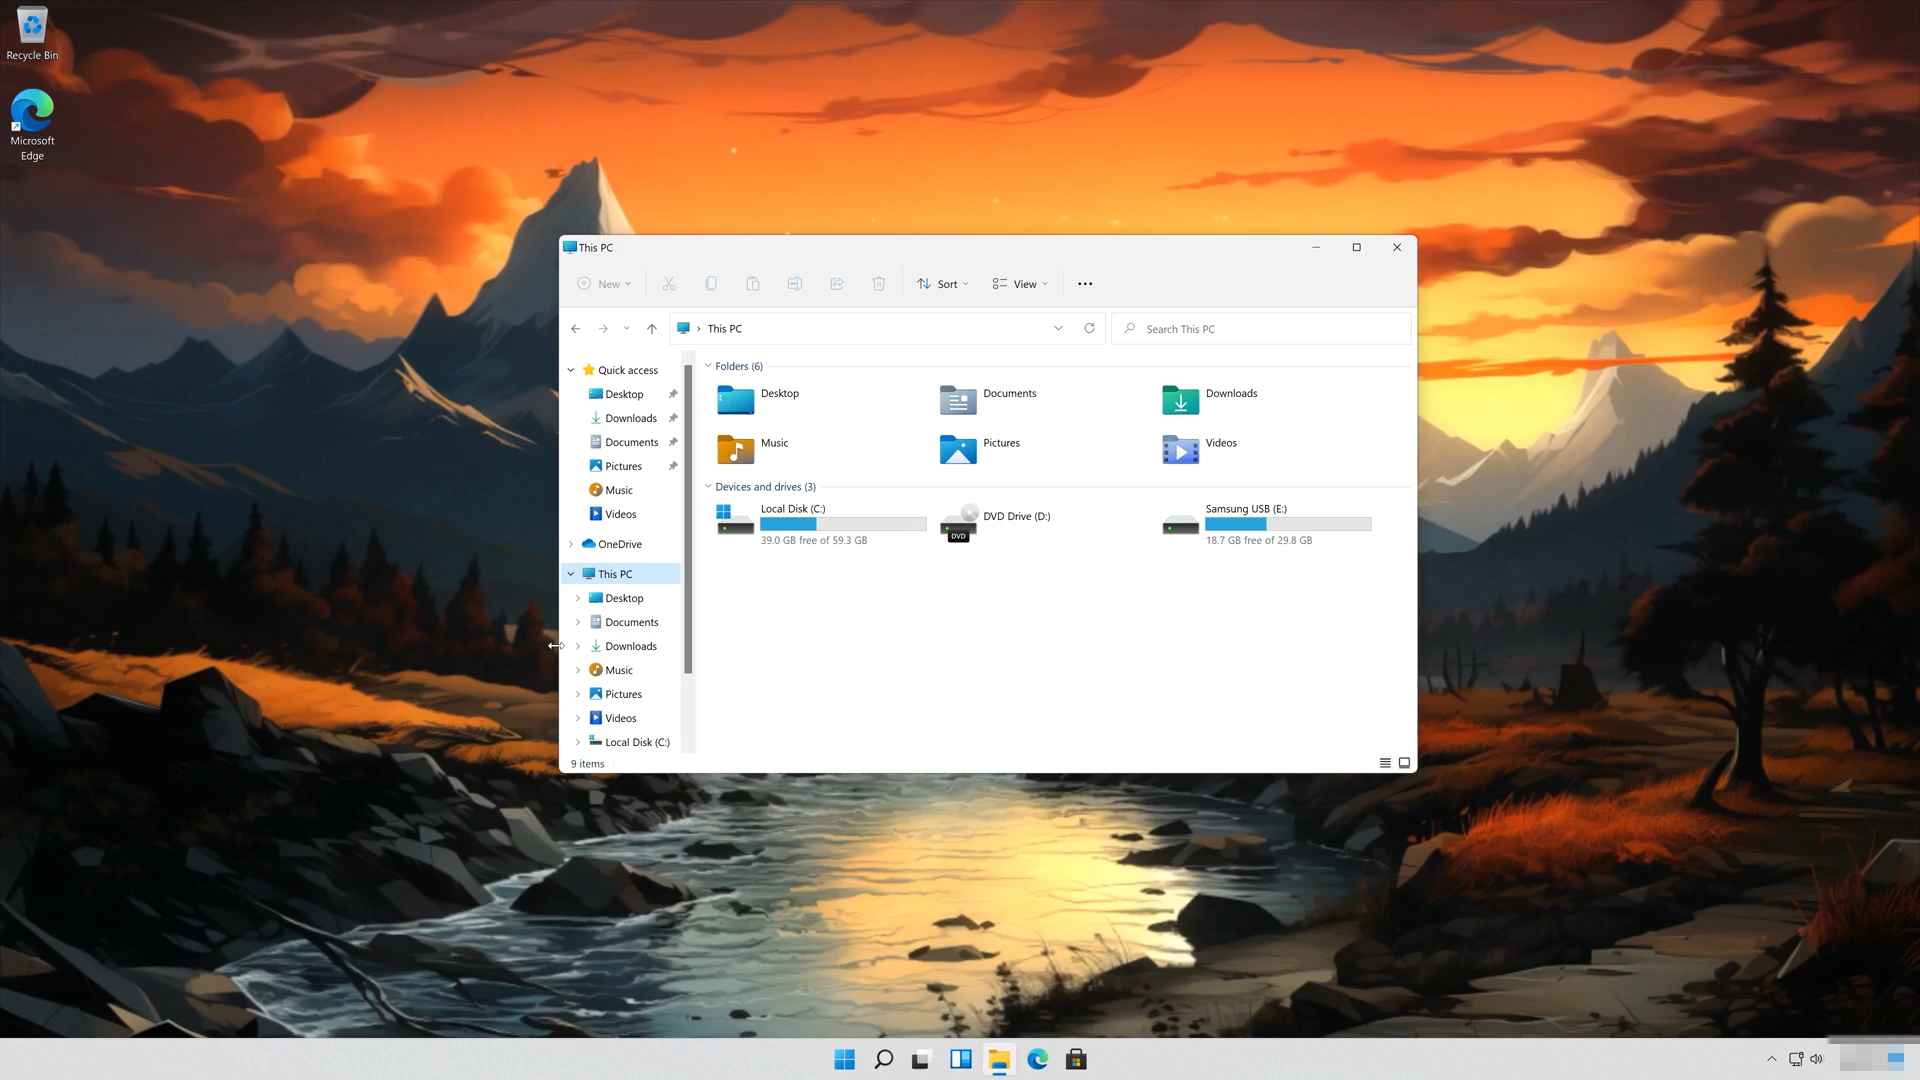 Recycle Bin
Microsoft
Edge
This PC
New
Sort
View
This PC
Search This PC
Quick access
Desktop
Downloads
Documents
Pictures
Music
Videos
OneDrive
This PC
Desktop
Documents
Downloads
Music
Pictures
Videos
Local Disk (C:)
Folders (6)
Desktop
Documents
Downloads
Music
Pictures
Videos
Devices and drives (3)
Local Disk (C:)
39.0 GB free of 59.3 GB
DVD
DVD Drive (D:)
Samsung USB (E:)
18.7 GB free of 29.8 GB
9 items